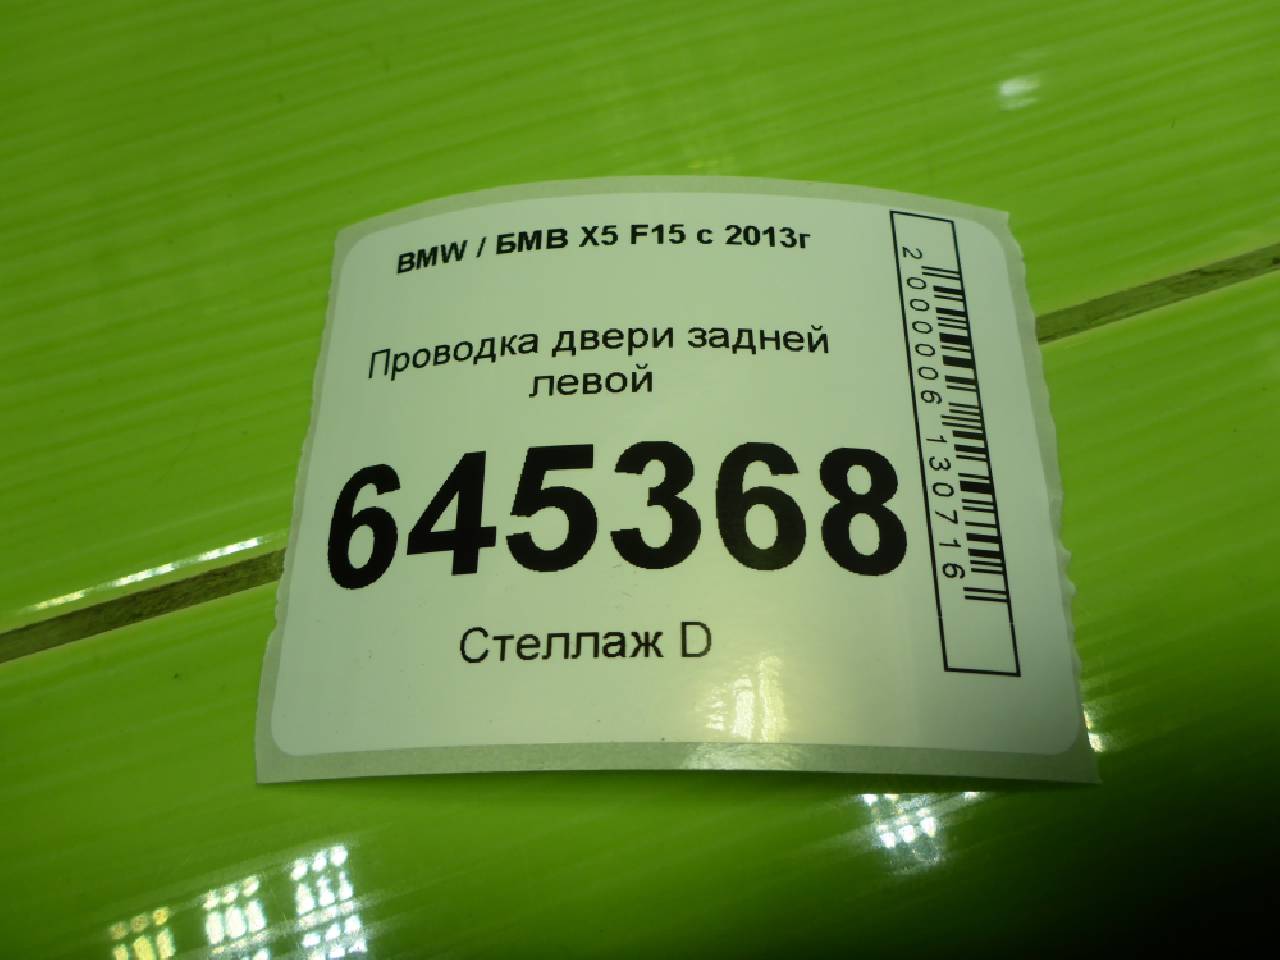 BMW / БМВ X5 F15 с 2013г
Проводка двери задней
левой
645368
Стеллаж D
2000006130716